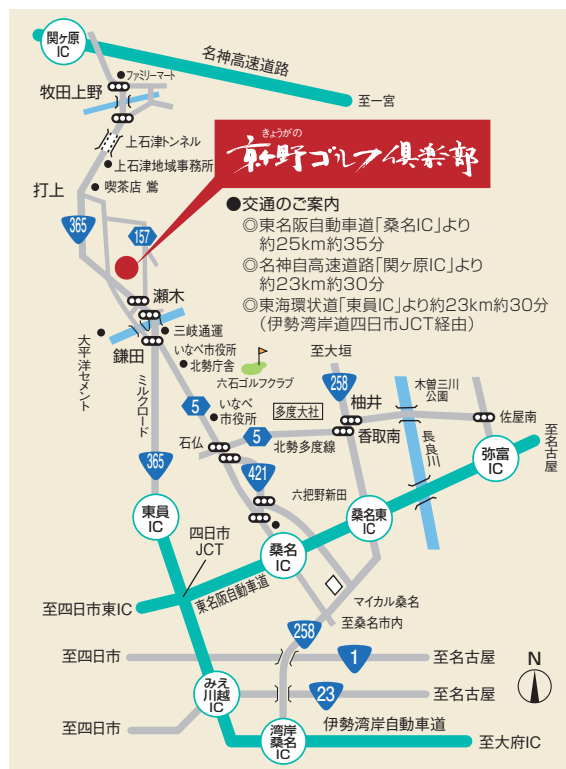 関ヶ原
IC
名神高速道路
至一宮
ファミリーマート
牧田上野
上石津トンネル
上石津地域事務所
喫茶店 鶯
打上
365
157
きょうがの
京ヶ野ゴルフ倶楽部
●交通のご案内
◎東名阪自動車道「桑名IC」より
約25km約35分
◎名神自高速道路「関ヶ原IC」より
約23km約30分
◎東海環状道「東員IC」より約23km約30分
（伊勢湾岸道四日市JCT経由）
瀬木
三岐通運
鎌田
太平洋セメント
いなべ市役所
北勢庁舎
六石ゴルフクラブ
ミルクロード
5
いなべ
市役所
多度大社
至大垣
258
柚井
木曽三川
公園
佐屋南
石仏
5
北勢多度線
香取南
長良川
至名古屋
弥富
IC
365
421
六把野新田
東員
IC
桑名東
IC
四日市
JCT
桑名
IC
東名阪自動車道
至四日市東IC
マイカル桑名
至桑名市内
258
至四日市
1
至名古屋
みえ
川越
IC
23
至名古屋
N
至四日市
湾岸
桑名
IC
伊勢湾岸自動車道
至大府IC